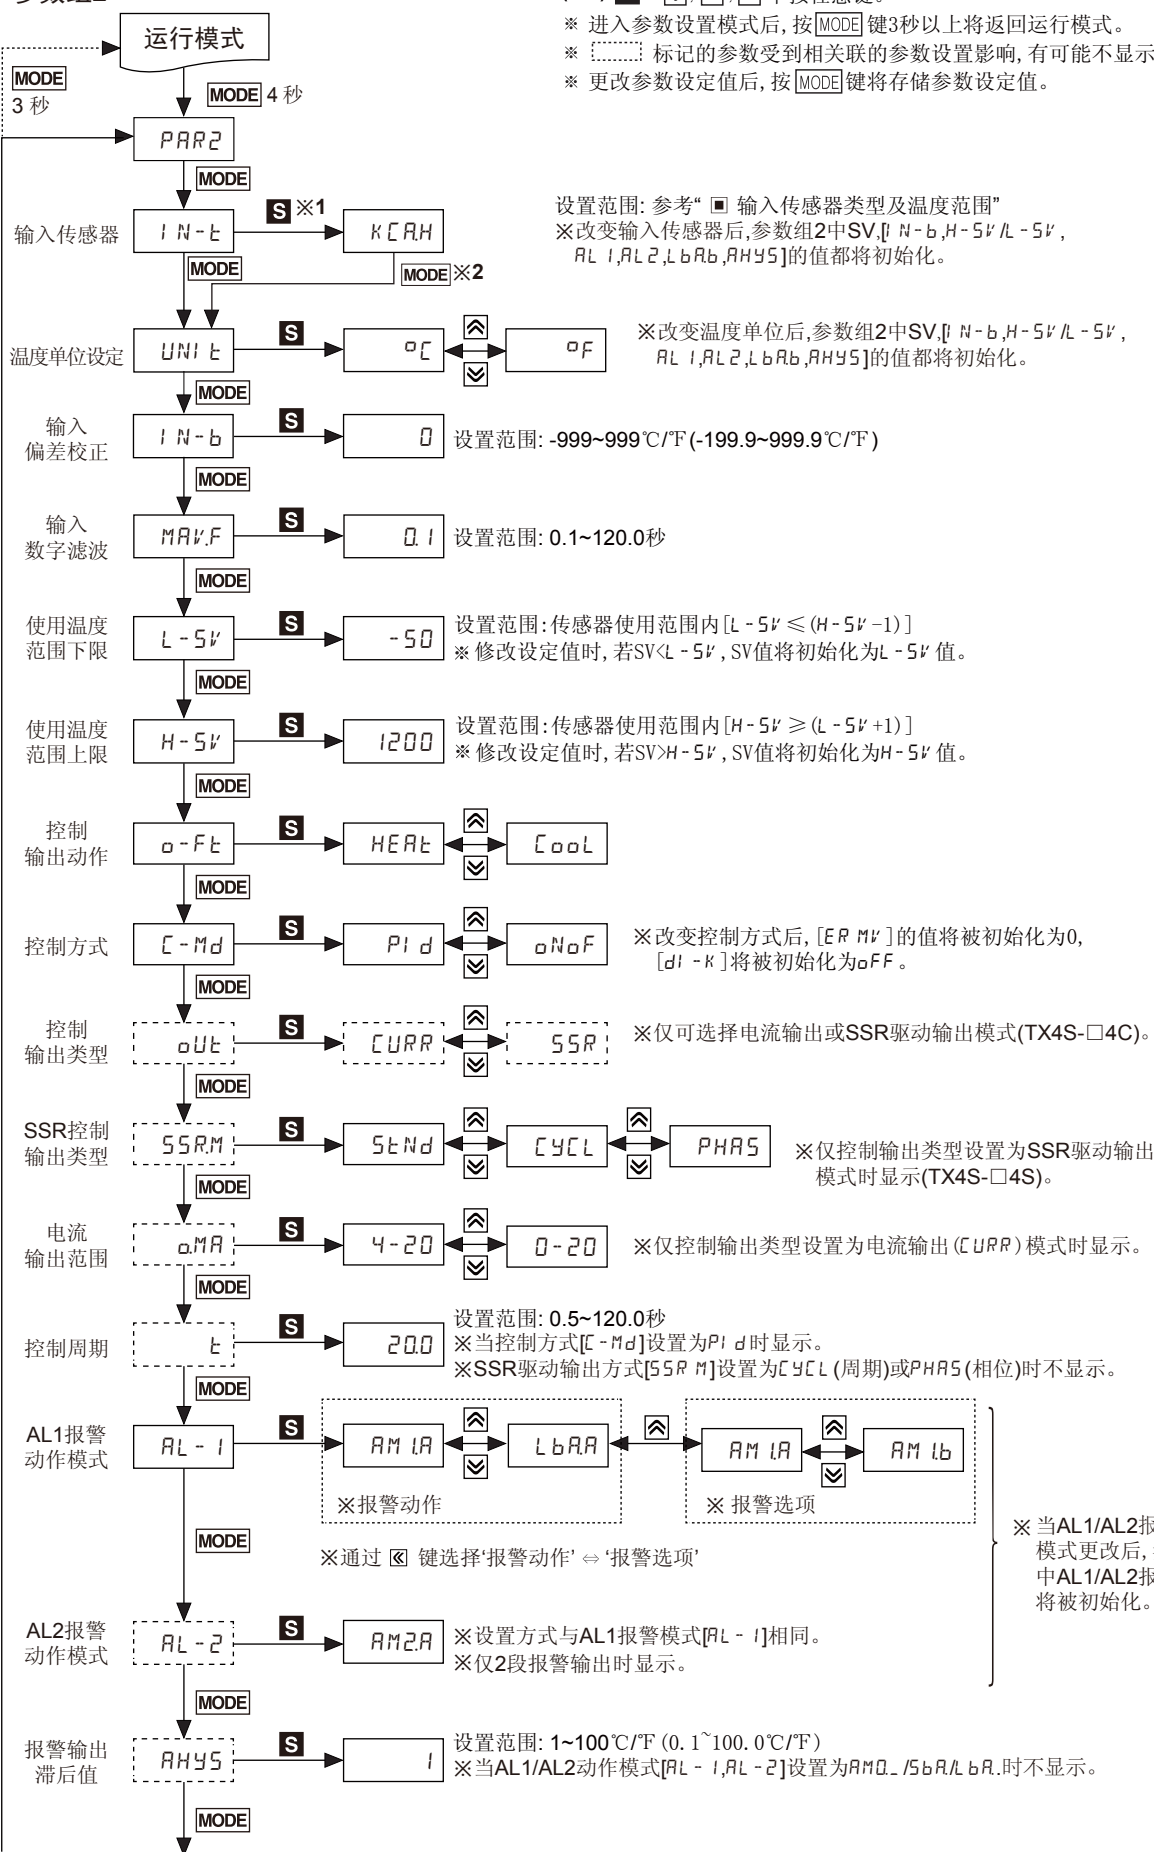 运行模式
※ 进入参数设置模式后, 按 MODE 键3秒以上将返回运行模式。
※ 标记的参数受到相关联的参数设置影响, 有可能不显示
※ 更改参数设定值后, 按 MODE 键将存储参数设定值。
MODE
3 秒
MODE 4 秒
PAR2
MODE
输入传感器
IN-t
S ※1
KCA.H
设置范围: 参考“ ▣ 输入传感器类型及温度范围”
※改变输入传感器后,参数组2中SV,[IN-b,H-SV/L-SV,
AL1,AL2,LbA.b,AHYS]的值都将初始化。
MODE
MODE ※2
温度单位设定
UNIt
S
°C
°F
※改变温度单位后,参数组2中SV,[IN-b,H-SV/L-SV,
AL1,AL2,LbA.b,AHYS]的值都将初始化。
MODE
输入
偏差校正
IN-b
S
0
设置范围: -999~999℃/℉(-199.9~999.9℃/℉)
MODE
输入
数字滤波
MAV.F
S
0.1
设置范围: 0.1~120.0秒
MODE
使用温度
范围下限
L-SV
S
-50
设置范围:传感器使用范围内[L-SV≤(H-SV-1)]
※修改设定值时, 若SV<L-SV, SV值将初始化为L-SV值。
MODE
使用温度
范围上限
H-SV
S
1200
设置范围:传感器使用范围内[H-SV≥(L-SV+1)]
※修改设定值时, 若SV>H-SV, SV值将初始化为H-SV值。
MODE
控制
输出动作
o-Ft
S
HEAt
CooL
MODE
控制方式
C-Md
S
PId
oNoF
※改变控制方式后, [ERMV]的值将被初始化为0,
[dI-K]将被初始化为oFF。
MODE
控制
输出类型
oUt
S
CURR
SSR
※仅可选择电流输出或SSR驱动输出模式(TX4S-□4C)。
MODE
SSR控制
输出类型
SSR.M
S
StNd
CYCL
PHAS
※仅控制输出类型设置为SSR驱动输出
模式时显示(TX4S-□4S)。
MODE
电流
输出范围
o.MA
S
4-20
0-20
※仅控制输出类型设置为电流输出(CURR)模式时显示。
MODE
控制周期
t
S
20.0
设置范围: 0.5~120.0秒
※当控制方式[C-Md]设置为PId时显示。
※SSR驱动输出方式[SSRM]设置为CYCL(周期)或PHAS(相位)时不显示。
MODE
AL1报警
动作模式
AL-1
S
AM1.A
LbA.A
AM1.A
AM1.b
※报警动作
※ 报警选项
※通过 键选择‘报警动作’ ⇔ ‘报警选项’
MODE
※ 当AL1/AL2
模式更改后,
中AL1/AL2
将被初始化。
AL2报警
动作模式
AL-2
S
AM2.A
※设置方式与AL1报警模式[AL-1]相同。
※仅2段报警输出时显示。
MODE
报警输出
滞后值
AHYS
S
1
设置范围: 1~100℃/℉(0.1~100.0℃/℉)
※当AL1/AL2动作模式[AL-1,AL-2]设置为AM0._/SbA./LbA.时不显示。
MODE